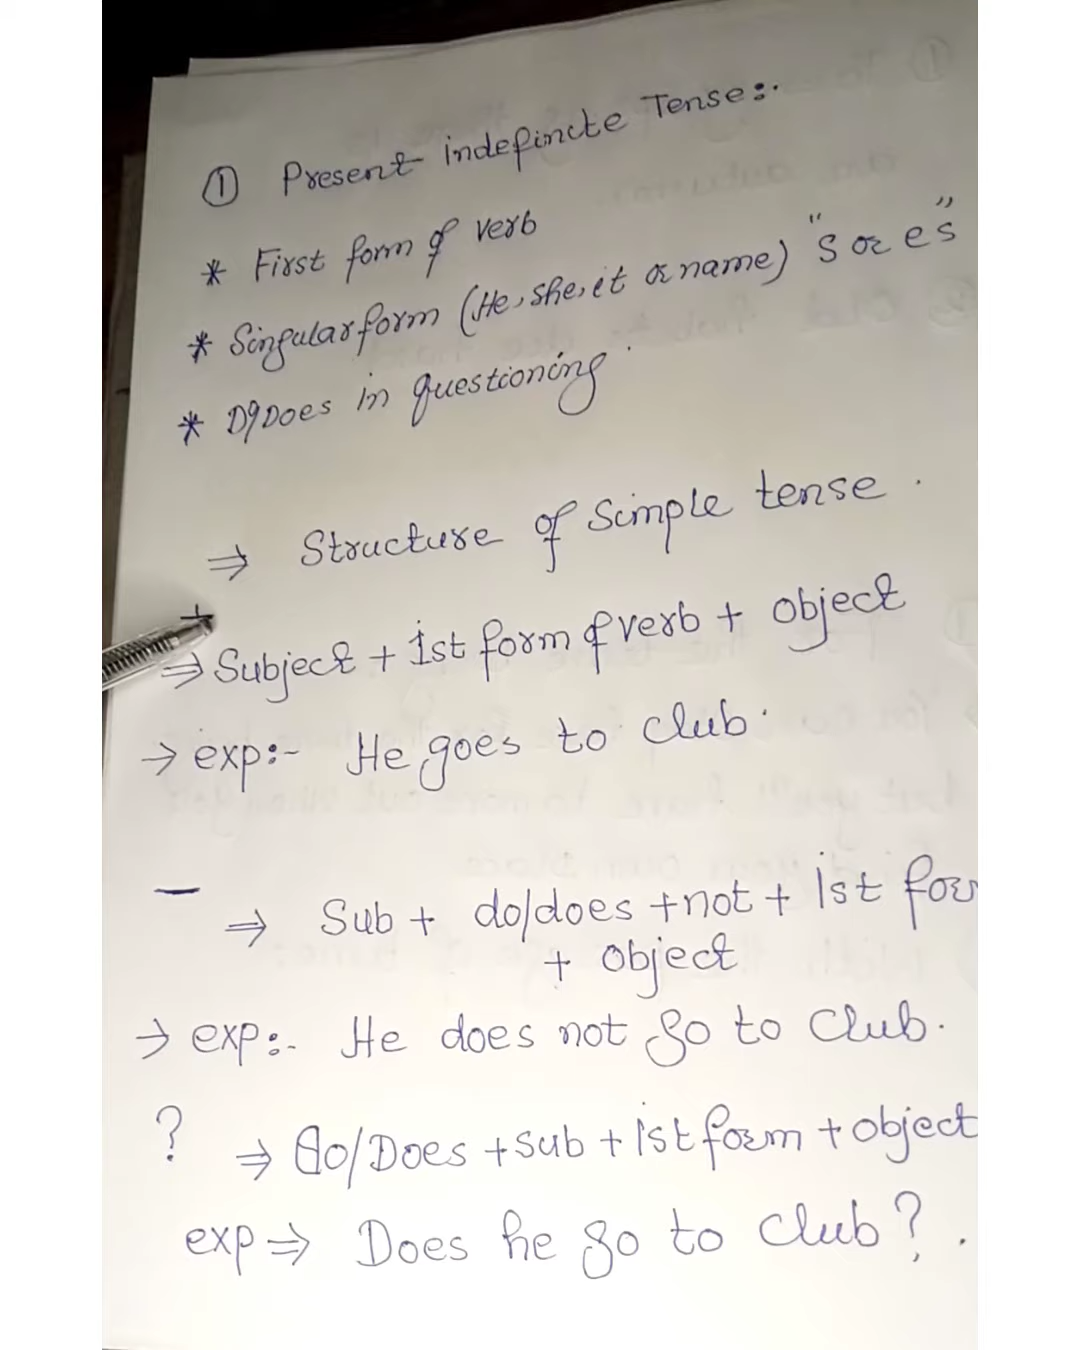 ① Present indefincte Tense:-
* First form of verb
* Singular form (He, she, it or name) "S or es"
* Do/Does in questioning.
⇒ Structure of Simple tense.
+
⇒ Subject + 1st form of verb + object
→ exp:- He goes to club.
— ⇒ Sub + do/does + not + 1st for
+ object
→ exp:- He does not go to Club.
? ⇒ Do/Does + sub + 1st form + object
exp ⇒ Does he go to club?.